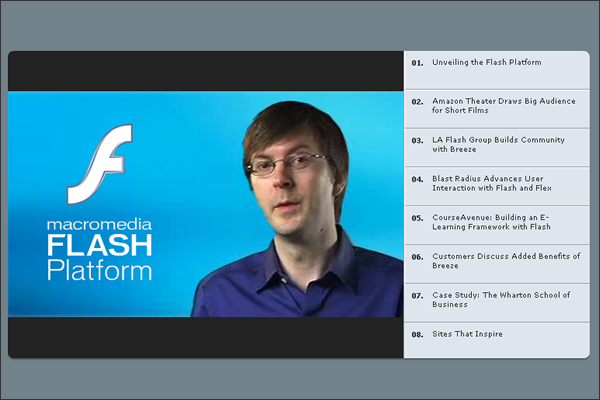 macromedia
FLASH
Platform
01. Unveiling the Flash Platform
02. Amazon Theater Draws Big Audience
for Short Films
03. LA Flash Group Builds Community
with Breeze
04. Blast Radius Advances User
Interaction with Flash and Flex
05. CourseAvenue: Building an E-
Learning Framework with Flash
06. Customers Discuss Added Benefits of
Breeze
07. Case Study: The Wharton School of
Business
08. Sites That Inspire